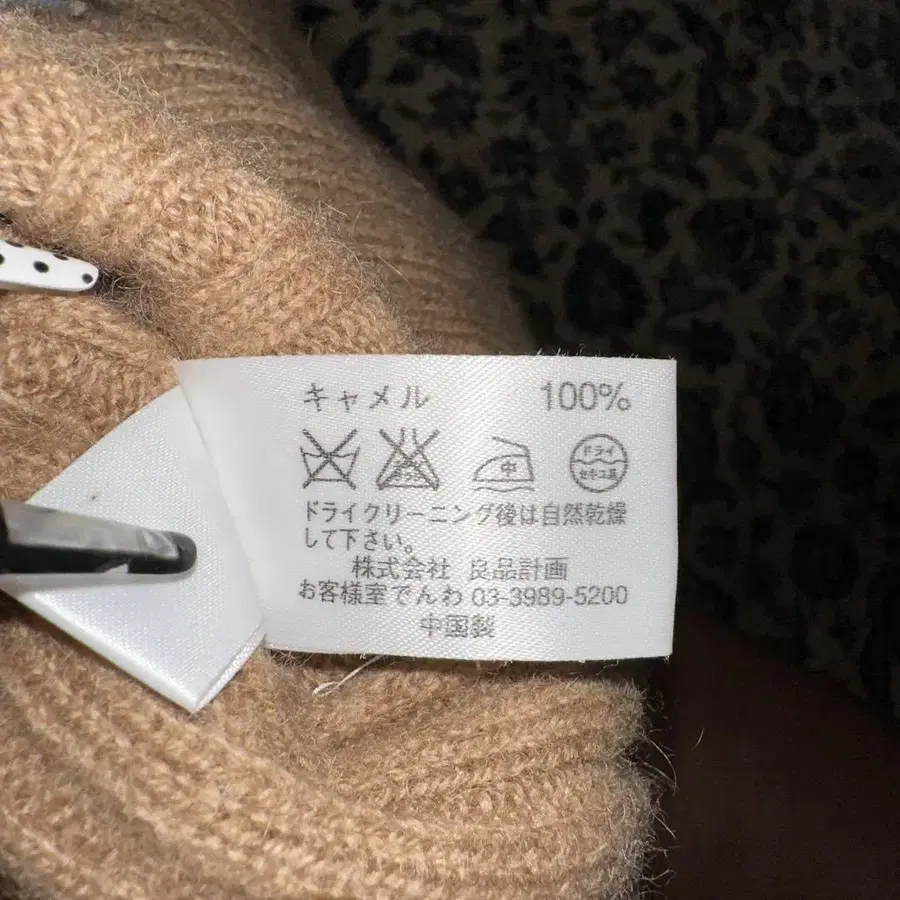 キャメル 100%
中
ドライ
セキユ系
ドライクリーニング後は自然乾燥
して下さい。
株式会社 良品計画
お客様室でんわ 03-3989-5200
中国製